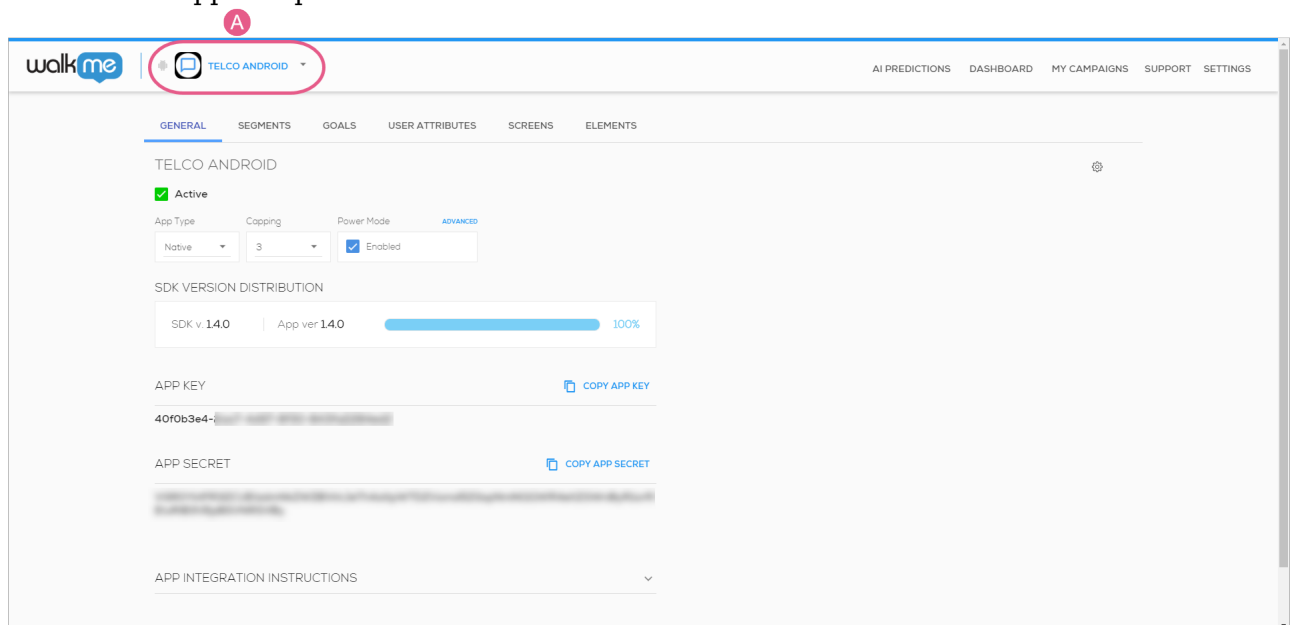 A
walkme
TELCO ANDROID
AI PREDICTIONS DASHBOARD MY CAMPAIGNS SUPPORT SETTINGS
GENERAL SEGMENTS GOALS USER ATTRIBUTES SCREENS ELEMENTS
TELCO ANDROID
Active
App Type Capping Power Mode ADVANCED
Native 3 Enabled
SDK VERSION DISTRIBUTION
SDK v. 1.4.0 App ver 1.4.0 100%
APP KEY COPY APP KEY
40f0b3e4-
APP SECRET COPY APP SECRET
APP INTEGRATION INSTRUCTIONS